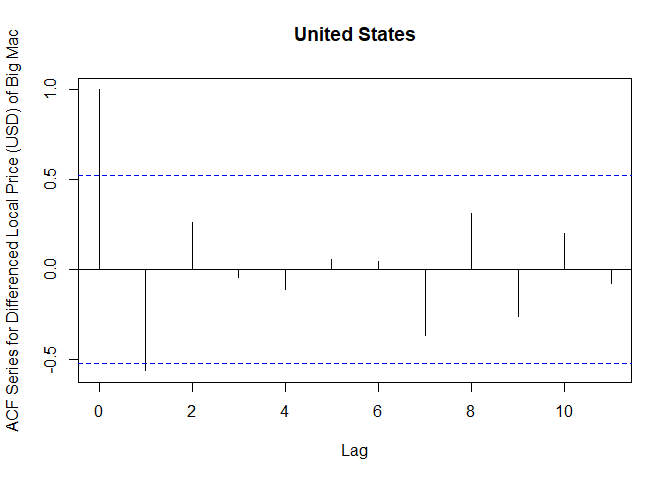 United States
ACF Series for Differenced Local Price (USD) of Big Mac
1.0
0.5
0.0
-0.5
0 2 4 6 8 10
Lag